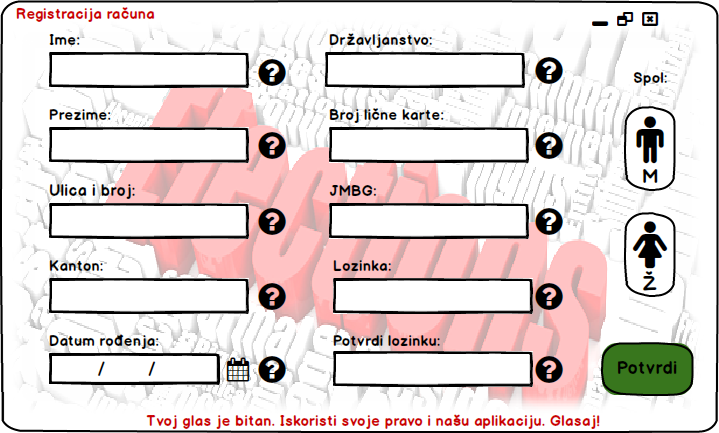 Registracija računa
Ime:
Državljanstvo:
Spol:
Prezime:
Broj lične karte:
M
Ulica i broj:
JMBG:
Kanton:
Lozinka:
Ž
Datum rođenja:
Potvrdi lozinku:
/ /
Potvrdi
Tvoj glas je bitan. Iskoristi svoje pravo i našu aplikaciju. Glasaj!
Elections